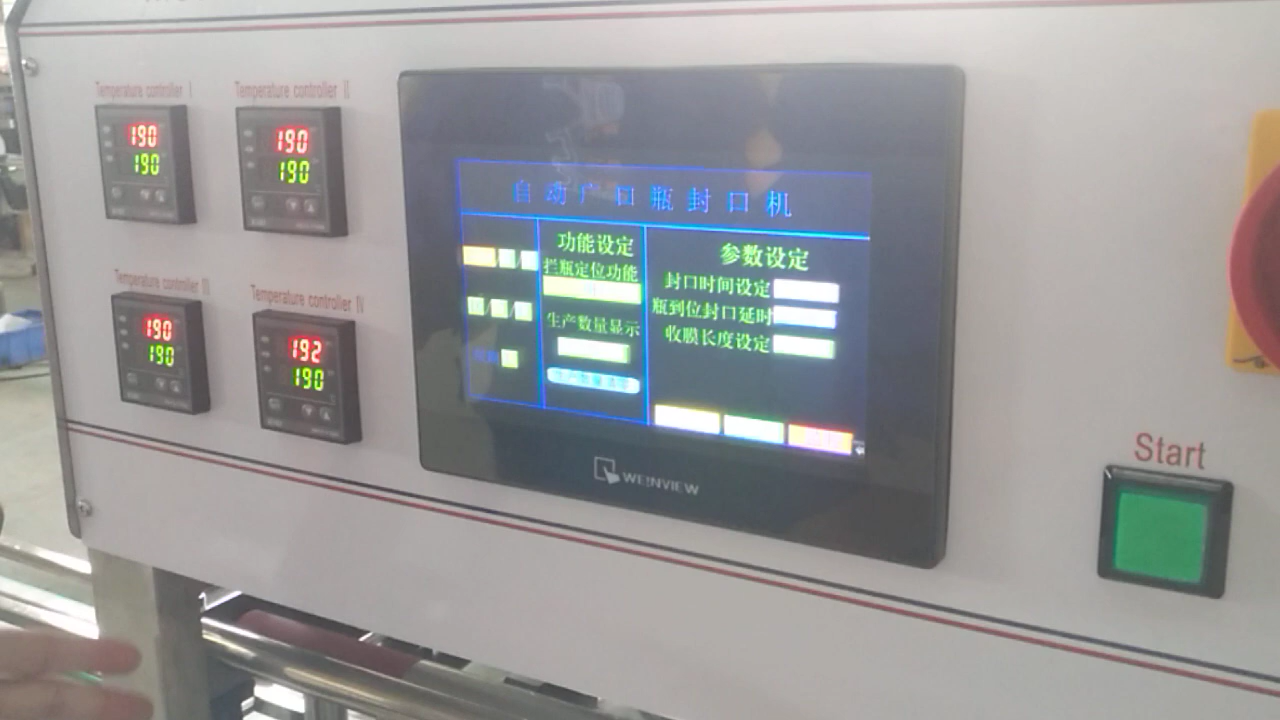 Temperature controller I
190
190
Temperature controller II
190
190
Temperature controller III
190
190
Temperature controller IV
192
190
自动广口瓶封口机
功能设定
拦瓶定位功能
生产数量显示
参数设定
封口时间设定
瓶到位封口延时
收膜长度设定
WEINVIEW
Start